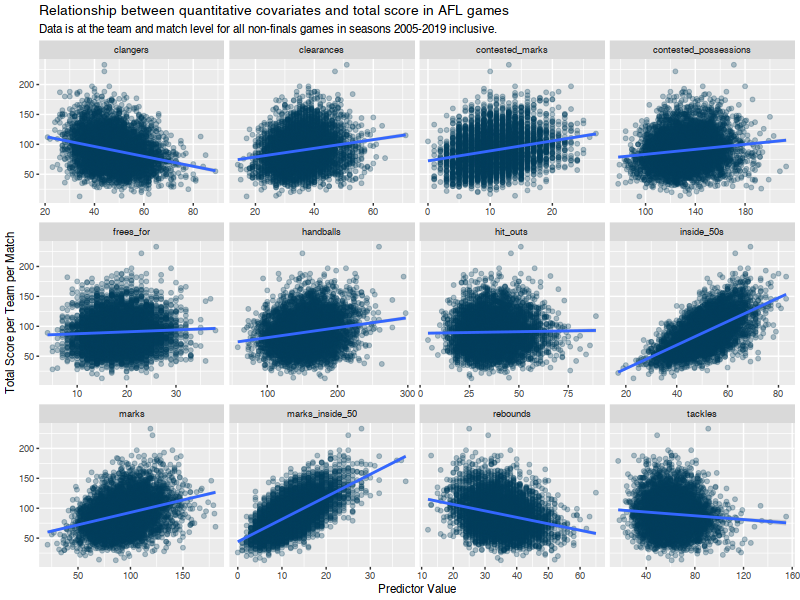 Relationship between quantitative covariates and total score in AFL games
Data is at the team and match level for all non-finals games in seasons 2005-2019 inclusive.
clangers
clearances
contested_marks
contested_possessions
200
150
100
50
20 40 60 80
20 40 60
0 10 20
100 140 180
frees_for
handballs
hit_outs
inside_50s
200
150
100
50
10 20 30
100 200 300
0 25 50 75
20 40 60 80
marks
marks_inside_50
rebounds
tackles
200
150
100
50
50 100 150
0 10 20 30
10 20 30 40 50 60
40 80 120 160
Total Score per Team per Match
Predictor Value